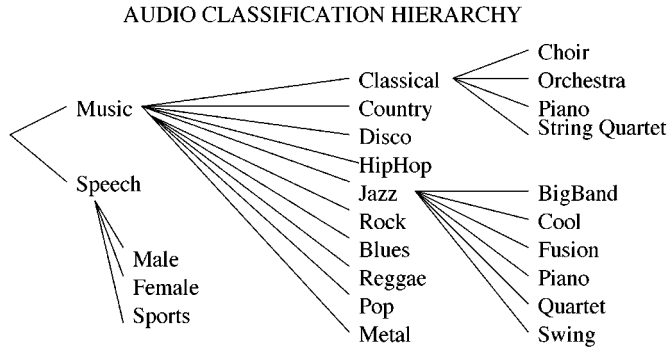 AUDIO CLASSIFICATION HIERARCHY
Music
Speech
Male
Female
Sports
Classical
Country
Disco
HipHop
Jazz
Rock
Blues
Reggae
Pop
Metal
Choir
Orchestra
Piano
String Quartet
BigBand
Cool
Fusion
Piano
Quartet
Swing